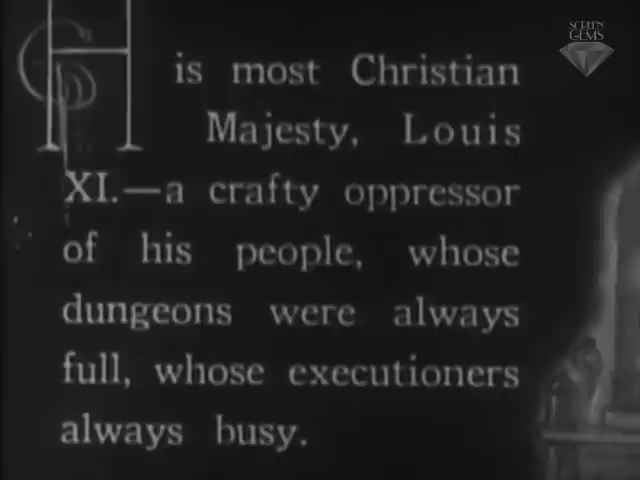 SCREEN
GEMS
His most Christian
Majesty, Louis
XI.—a crafty oppressor
of his people, whose
dungeons were always
full, whose executioners
always busy.